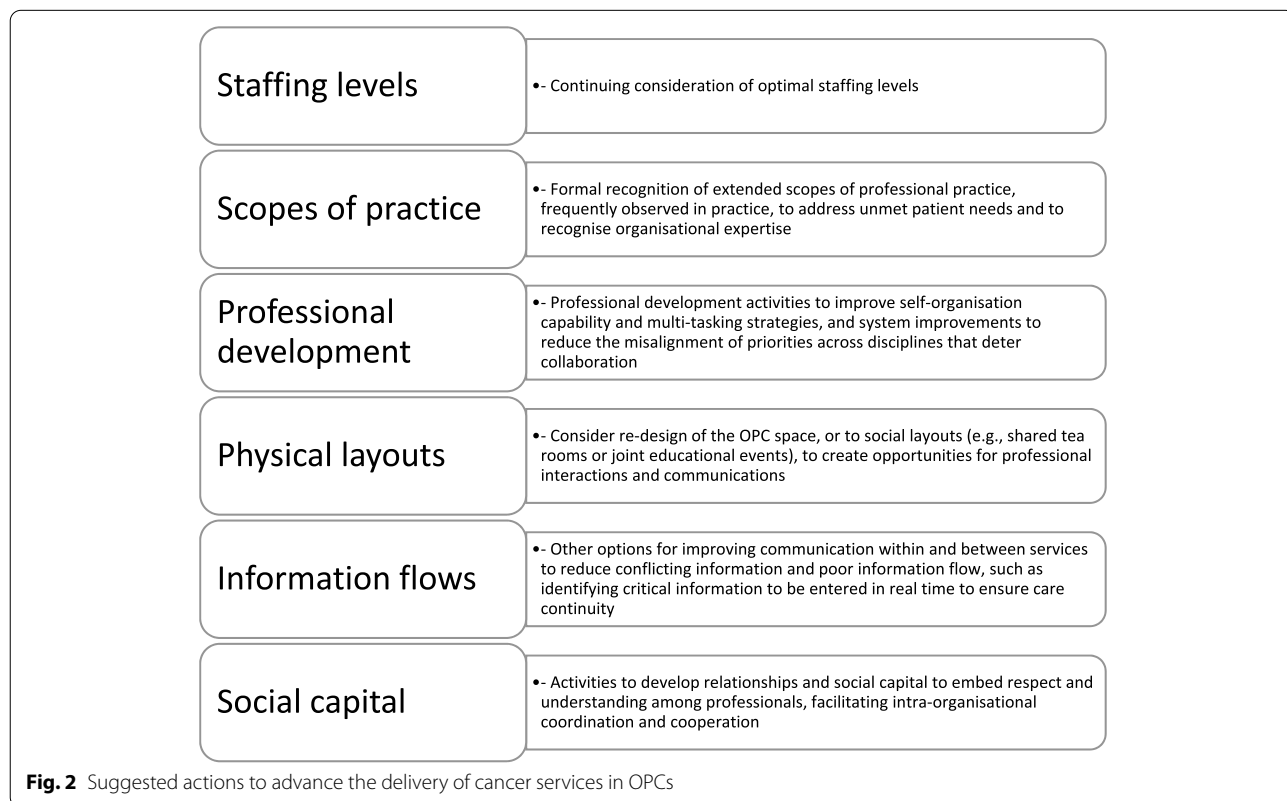 Staffing levels
•- Continuing consideration of optimal staffing levels
Scopes of practice
•- Formal recognition of extended scopes of professional practice,
frequently observed in practice, to address unmet patient needs and to
recognise organisational expertise
Professional
development
•- Professional development activities to improve self-organisation
capability and multi-tasking strategies, and system improvements to
reduce the misalignment of priorities across disciplines that deter
collaboration
Physical layouts
•- Consider re-design of the OPC space, or to social layouts (e.g., shared tea
rooms or joint educational events), to create opportunities for professional
interactions and communications
Information flows
•- Other options for improving communication within and between services
to reduce conflicting information and poor information flow, such as
identifying critical information to be entered in real time to ensure care
continuity
Social capital
•- Activities to develop relationships and social capital to embed respect and
understanding among professionals, facilitating intra-organisational
coordination and cooperation
Fig. 2 Suggested actions to advance the delivery of cancer services in OPCs